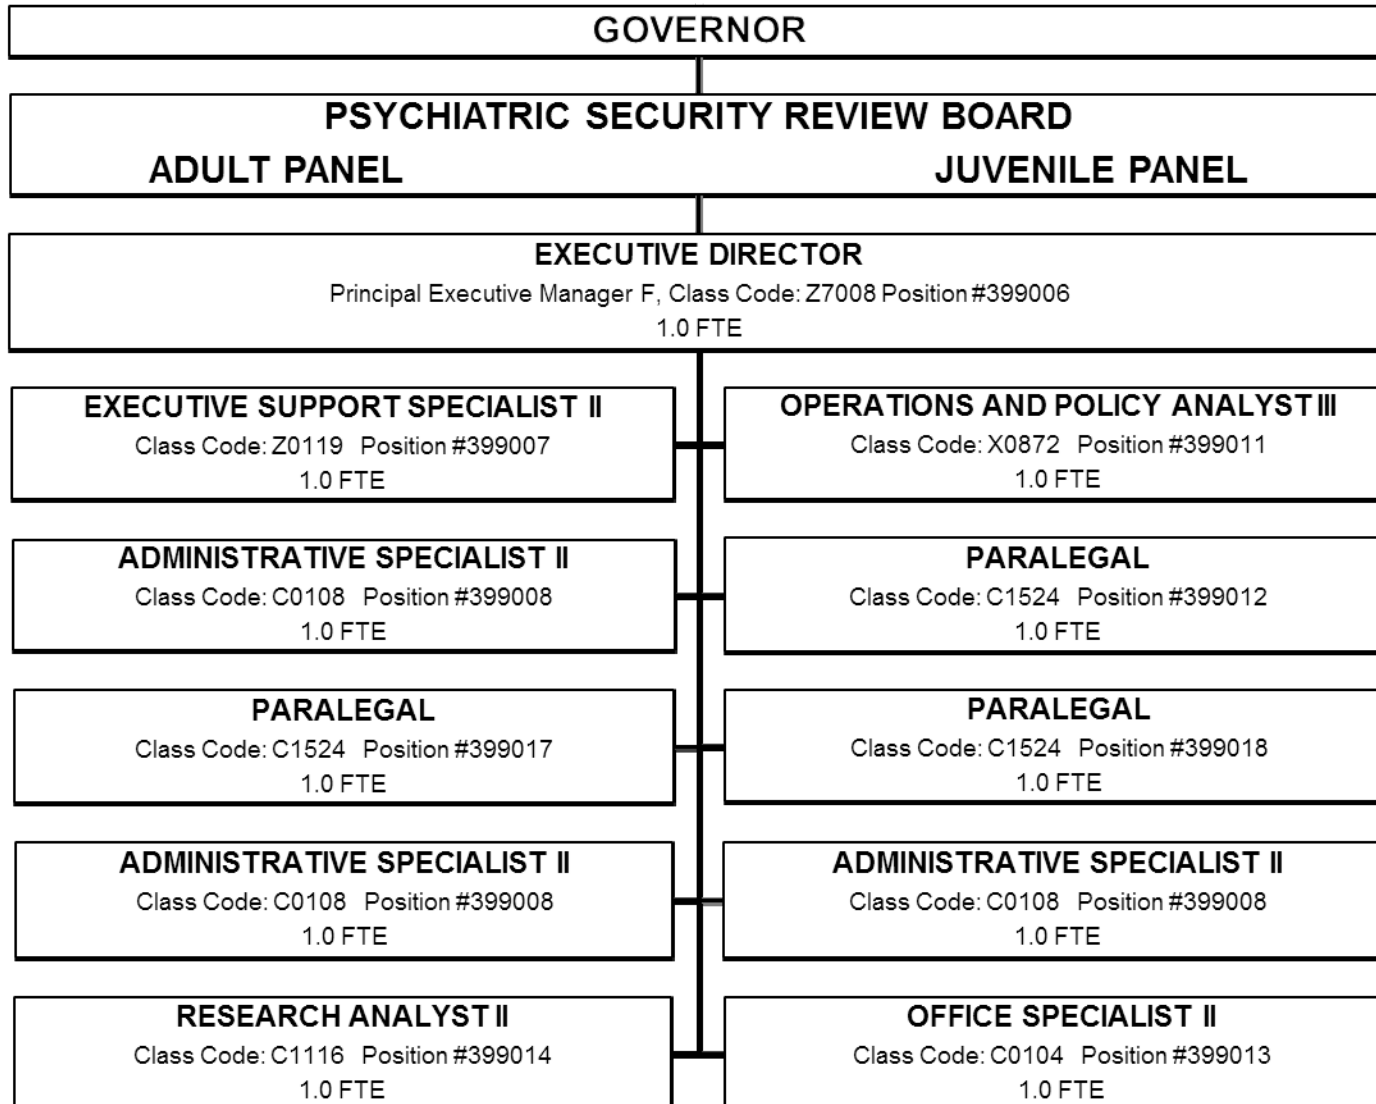 GOVERNOR
PSYCHIATRIC SECURITY REVIEW BOARD
ADULT PANEL JUVENILE PANEL
EXECUTIVE DIRECTOR
Principal Executive Manager F, Class Code: Z7008 Position #399006
1.0 FTE
EXECUTIVE SUPPORT SPECIALIST II
Class Code: Z0119 Position #399007
1.0 FTE
OPERATIONS AND POLICY ANALYST III
Class Code: X0872 Position #399011
1.0 FTE
ADMINISTRATIVE SPECIALIST II
Class Code: C0108 Position #399008
1.0 FTE
PARALEGAL
Class Code: C1524 Position #399012
1.0 FTE
PARALEGAL
Class Code: C1524 Position #399017
1.0 FTE
PARALEGAL
Class Code: C1524 Position #399018
1.0 FTE
ADMINISTRATIVE SPECIALIST II
Class Code: C0108 Position #399008
1.0 FTE
ADMINISTRATIVE SPECIALIST II
Class Code: C0108 Position #399008
1.0 FTE
RESEARCH ANALYST II
Class Code: C1116 Position #399014
1.0 FTE
OFFICE SPECIALIST II
Class Code: C0104 Position #399013
1.0 FTE